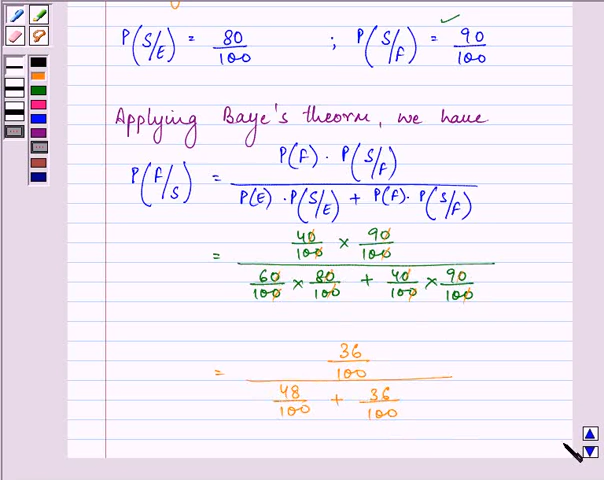 P(S/E) = 80/100 ; P(S/F) = 90/100
Applying Baye's theorm, we have
P(F/S) = P(F) · P(S/F) / P(E) · P(S/E) + P(F) · P(S/F)
= 40/100 × 90/100 / 60/100 × 80/100 + 40/100 × 90/100
= 36/100 / 48/100 + 36/100